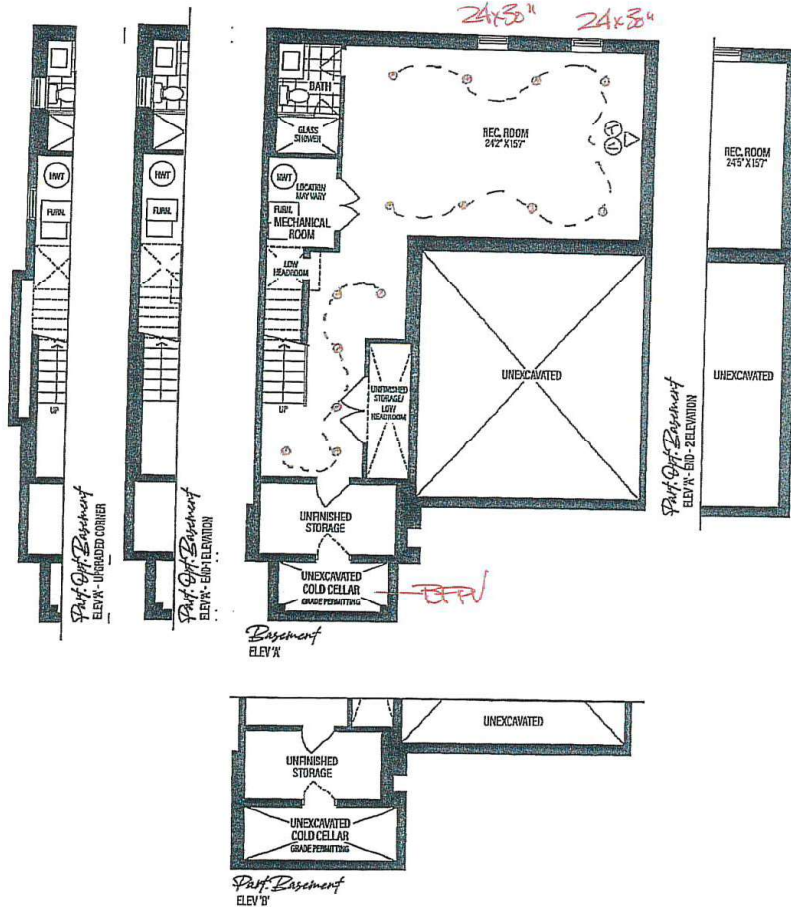 24x30"
24x30"
BATH
GLASS
SHOWER
REC. ROOM
24'2" X 15'7"
REC. ROOM
24'5" X 15'7"
HWT
HWT
HWT
LOCATION
MAY VARY
FURN.
FURN.
FURN.
MECHANICAL
ROOM
LOW
HEADROOM
UNEXCAVATED
UNEXCAVATED
UNFINISHED
STORAGE/
LOW
HEADROOM
UP
UP
Part. Opt. Basement
ELEV 'A' - UPGRADED CORNER
Part. Opt. Basement
ELEV 'A' - END-1 ELEVATION
Part. Opt. Basement
ELEV 'A' - END - 2 ELEVATION
UNFINISHED
STORAGE
UNEXCAVATED
COLD CELLAR
GRADE PERMITTING
Basement
ELEV 'A'
UNEXCAVATED
UNFINISHED
STORAGE
UNEXCAVATED
COLD CELLAR
GRADE PERMITTING
Part. Basement
ELEV 'B'